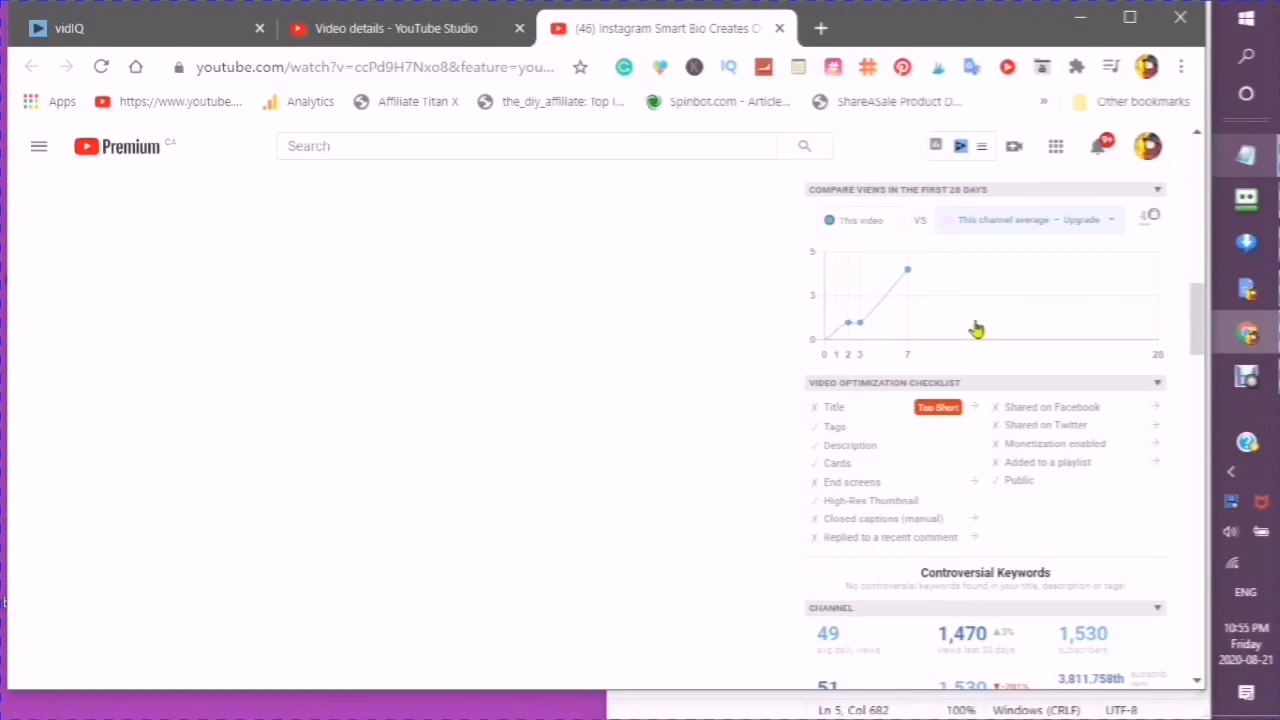 vidIQ
Video details - YouTube Studio
(46) Instagram Smart Bio Creates O
youtube.com/watch?v=ccPd9H7Nxo8&feature=you...
Apps
https://www.youtube...
Analytics
Affiliate Titan X
the_diy_affiliate: Top I...
Spinbot.com - Article...
ShareASale Product D...
»
Other bookmarks
Premium CA
Search
9+
COMPARE VIEWS IN THE FIRST 28 DAYS
This video VS This channel average – Upgrade
5
3
0
0 1 2 3 7 28
VIDEO OPTIMIZATION CHECKLIST
Title Too Short
Tags
Description
Cards
End screens
High-Res Thumbnail
Closed captions (manual)
Replied to a recent comment
Shared on Facebook
Shared on Twitter
Monetization enabled
Added to a playlist
Public
Controversial Keywords
No controversial keywords found in your title, description or tags!
CHANNEL
49 1,470 3% 1,530
avg daily views views last 30 days subscribers
51 1,530 -201% 3,811,758th subscrib rank
Ln 5, Col 682 100% Windows (CRLF) UTF-8
ENG
10:55 PM
Friday
2020-08-21